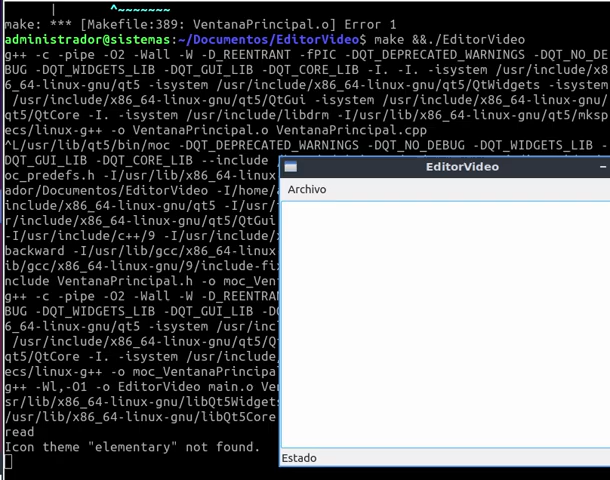 make: *** [Makefile:389: VentanaPrincipal.o] Error 1
administrador@sistemas:~/Documentos/EditorVideo$ make &&./EditorVideo
g++ -c -pipe -O2 -Wall -W -D_REENTRANT -fPIC -DQT_DEPRECATED_WARNINGS -DQT_NO_DE
BUG -DQT_WIDGETS_LIB -DQT_GUI_LIB -DQT_CORE_LIB -I. -I. -isystem /usr/include/x8
6_64-linux-gnu/qt5 -isystem /usr/include/x86_64-linux-gnu/qt5/QtWidgets -isystem
/usr/include/x86_64-linux-gnu/qt5/QtGui -isystem /usr/include/x86_64-linux-gnu/
qt5/QtCore -I. -isystem /usr/include/libdrm -I/usr/lib/x86_64-linux-gnu/qt5/mksp
ecs/linux-g++ -o VentanaPrincipal.o VentanaPrincipal.cpp
^L/usr/lib/qt5/bin/moc -DQT_DEPRECATED_WARNINGS -DQT_NO_DEBUG -DQT_WIDGETS_LIB -
DQT_GUI_LIB -DQT_CORE_LIB --include
oc_predefs.h -I/usr/lib/x86_64-linux
ador/Documentos/EditorVideo -I/home/
include/x86_64-linux-gnu/qt5 -I/usr/
r/include/x86_64-linux-gnu/qt5/QtGui
-I/usr/include/c++/9 -I/usr/include/x
backward -I/usr/lib/gcc/x86_64-linux
ib/gcc/x86_64-linux-gnu/9/include-fix
nclude VentanaPrincipal.h -o moc_Vent
g++ -c -pipe -O2 -Wall -W -D_REENTRAN
BUG -DQT_WIDGETS_LIB -DQT_GUI_LIB -DQ
6_64-linux-gnu/qt5 -isystem /usr/inc
/usr/include/x86_64-linux-gnu/qt5/Qt
qt5/QtCore -I. -isystem /usr/include
ecs/linux-g++ -o moc_VentanaPrincipa
g++ -Wl,-O1 -o EditorVideo main.o Ven
sr/lib/x86_64-linux-gnu/libQt5Widgets
/usr/lib/x86_64-linux-gnu/libQt5Core
read
Icon theme "elementary" not found.
EditorVideo
Archivo
Estado